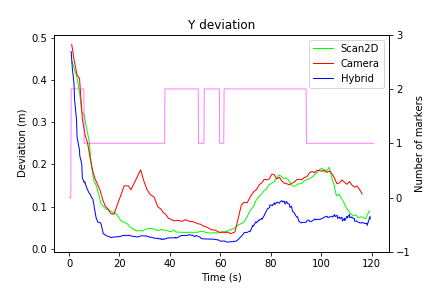 Y deviation
Scan2D
Camera
Hybrid
Deviation (m)
0.5
0.4
0.3
0.2
0.1
0.0
3
2
1
0
−1
Number of markers
0 20 40 60 80 100 120
Time (s)